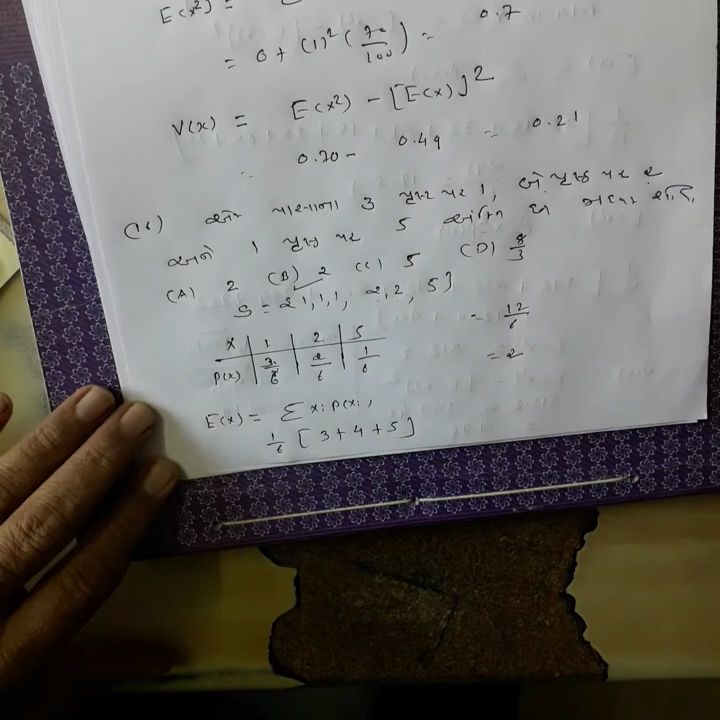 E(x²) =
= 0 + (1)² (70/100) = 0.7
V(x) = E(x²) - [E(x)]²
= 0.70 - 0.49 = 0.21
(16) એક પાસાના 3 પૃષ્ઠ પર 1, બે પૃષ્ઠ પર 2
અને 1 પૃષ્ઠ પર 5 અંકિત
(A) 2 (B) 2 (C) 5 (D) 8/3
S = {1,1,1, 2,2, 5}
X 1 2 5
P(x) 3/6 2/6 1/6
E(x) = Σ xi p(xi)
1/6 [3+4+5]
= 12/6
= 2